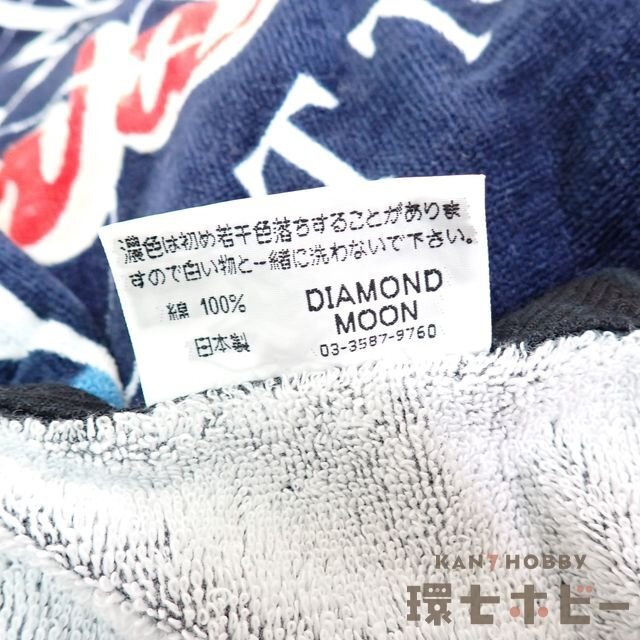 濃色は初め若干色落ちすることがありま
すので白い物と一緒に洗わないで下さい。
綿 100%
日本製
DIAMOND
MOON
03-3587-9760
KAN7HOBBY
環七ホビー